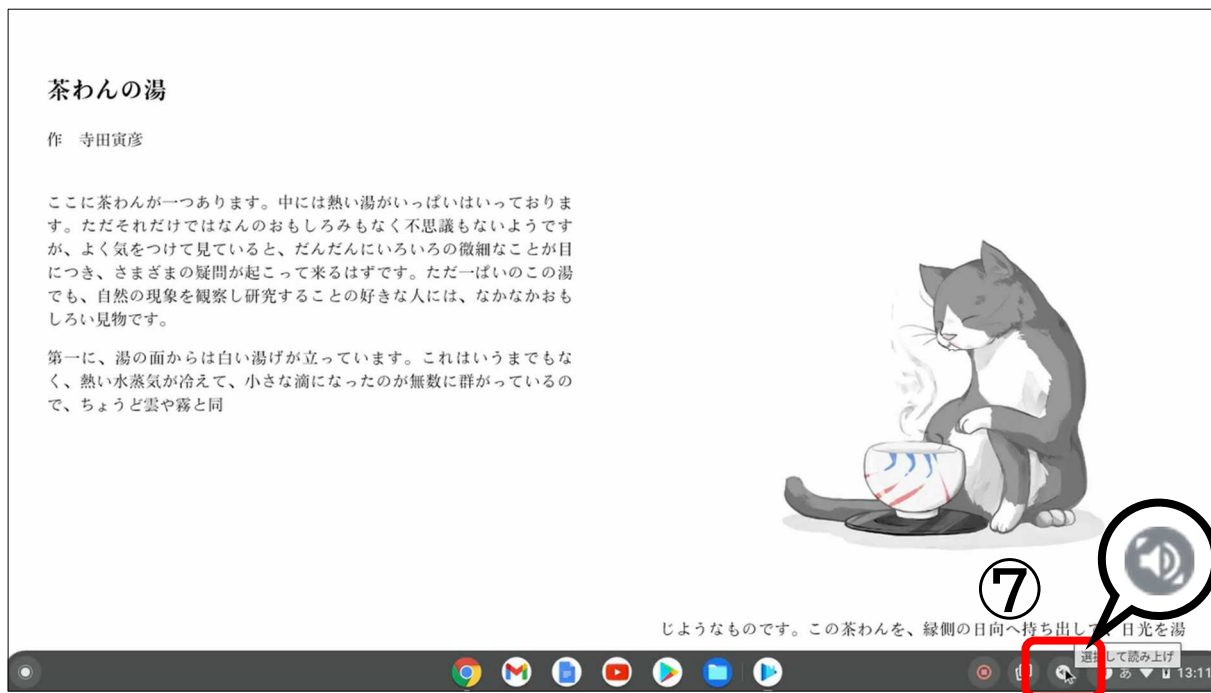 茶わんの湯
作　寺田寅彦
ここに茶わんが一つあります。中には熱い湯がいっぱいはいっておりま
す。ただそれだけではなんのおもしろみもなく不思議もないようです
が、よく気をつけて見ていると、だんだんにいろいろの微細なことが目
につき、さまざまの疑問が起こって来るはずです。ただ一ぱいのこの湯
でも、自然の現象を観察し研究することの好きな人には、なかなかおも
しろい見物です。
第一に、湯の面からは白い湯げが立っています。これはいうまでもな
く、熱い水蒸気が冷えて、小さな滴になったのが無数に群がっているの
で、ちょうど雲や霧と同
⑦
じようなものです。この茶わんを、縁側の日向へ持ち出して、日光を湯
選択して読み上げ
あ
13:11